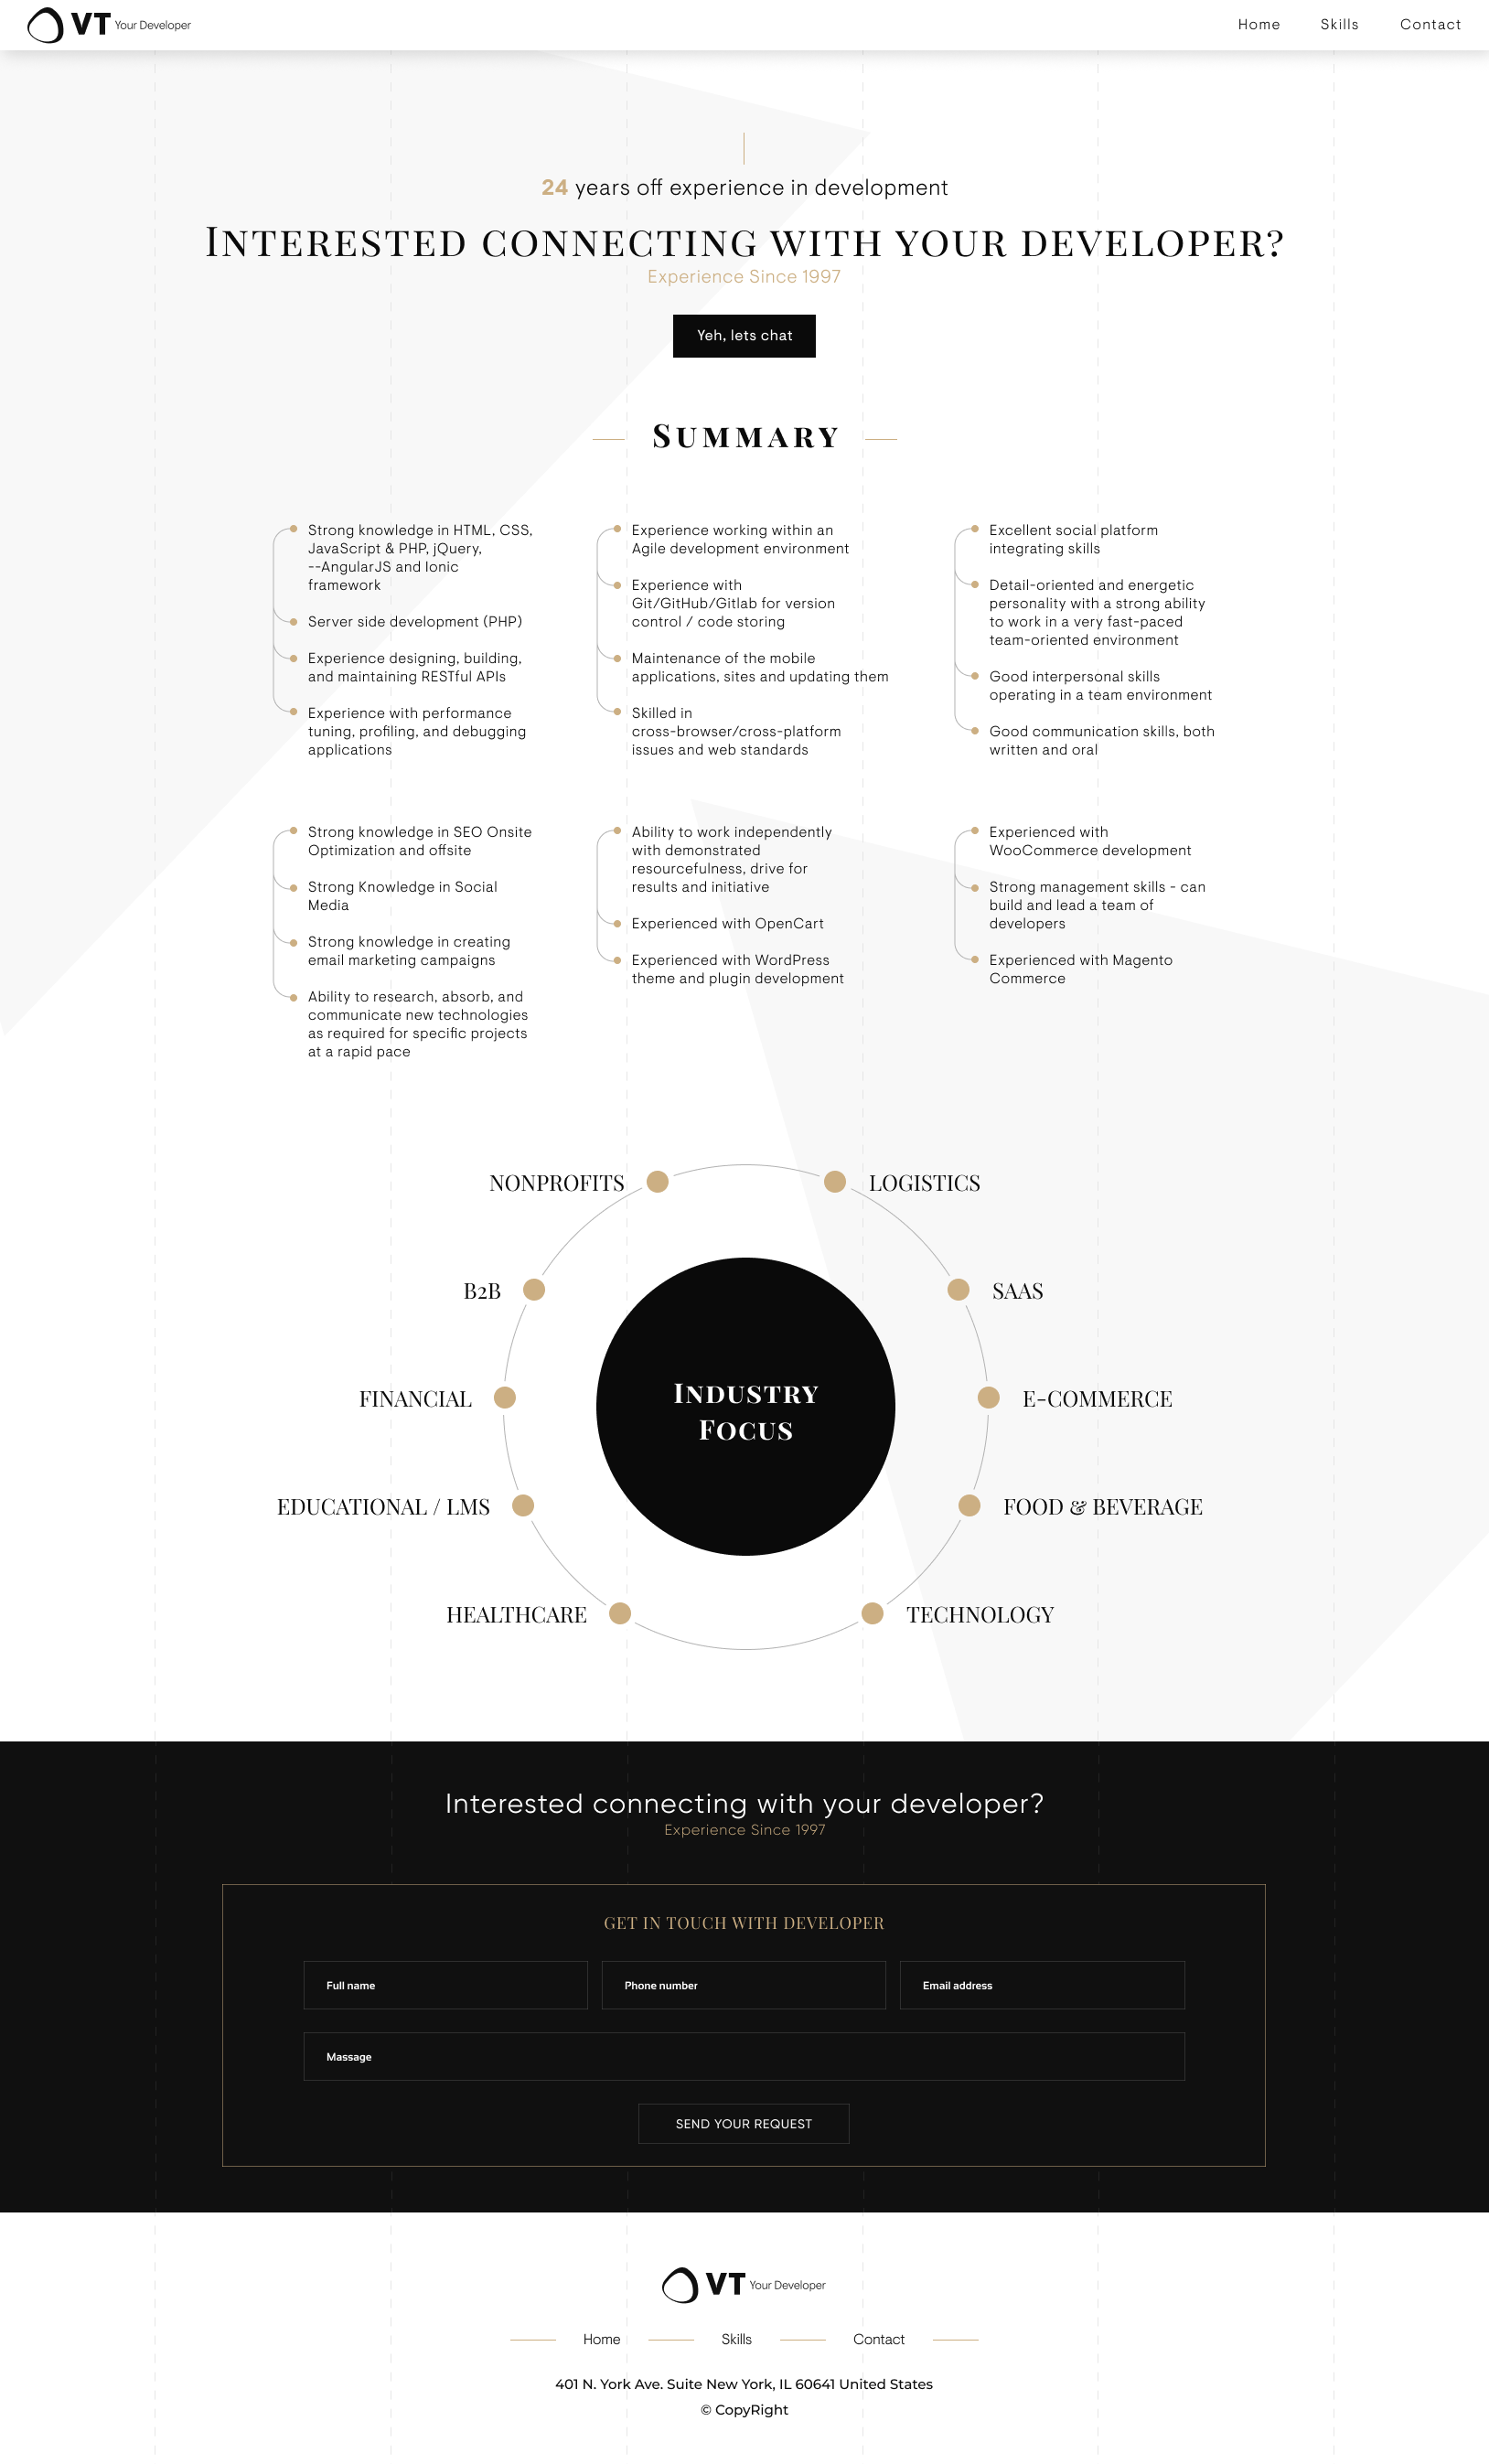 VT Your Developer
Home Skills Contact
24 years off experience in development
Interested connecting with your developer?
Experience Since 1997
Yeh, lets chat
Summary
Strong knowledge in HTML, CSS,
JavaScript & PHP, jQuery,
--AngularJS and Ionic
framework
Server side development (PHP)
Experience designing, building,
and maintaining RESTful APIs
Experience with performance
tuning, profiling, and debugging
applications
Experience working within an
Agile development environment
Experience with
Git/GitHub/Gitlab for version
control / code storing
Maintenance of the mobile
applications, sites and updating them
Skilled in
cross-browser/cross-platform
issues and web standards
Excellent social platform
integrating skills
Detail-oriented and energetic
personality with a strong ability
to work in a very fast-paced
team-oriented environment
Good interpersonal skills
operating in a team environment
Good communication skills, both
written and oral
Strong knowledge in SEO Onsite
Optimization and offsite
Strong Knowledge in Social
Media
Strong knowledge in creating
email marketing campaigns
Ability to research, absorb, and
communicate new technologies
as required for specific projects
at a rapid pace
Ability to work independently
with demonstrated
resourcefulness, drive for
results and initiative
Experienced with OpenCart
Experienced with WordPress
theme and plugin development
Experienced with
WooCommerce development
Strong management skills - can
build and lead a team of
developers
Experienced with Magento
Commerce
NONPROFITS
LOGISTICS
B2B
SAAS
FINANCIAL
E-COMMERCE
Industry
Focus
EDUCATIONAL / LMS
FOOD & BEVERAGE
HEALTHCARE
TECHNOLOGY
Interested connecting with your developer?
Experience Since 1997
GET IN TOUCH WITH DEVELOPER
Full name
Phone number
Email address
Massage
SEND YOUR REQUEST
VT Your Developer
Home Skills Contact
401 N. York Ave. Suite New York, IL 60641 United States
© CopyRight